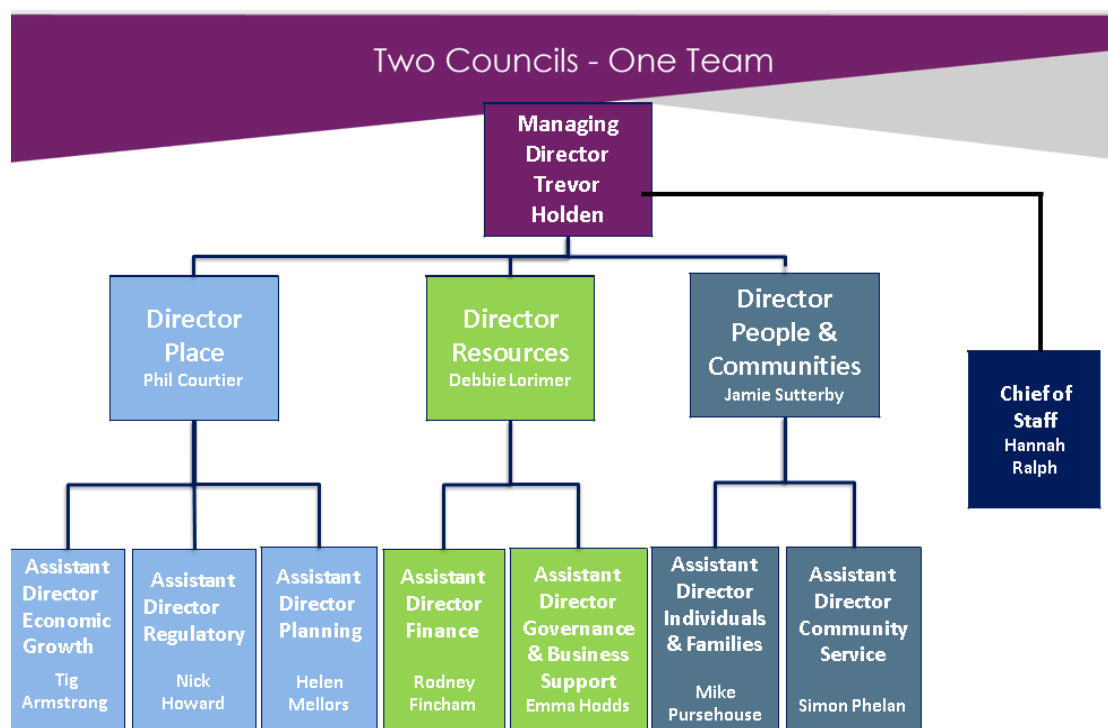 Two Councils - One Team
Managing
Director
Trevor
Holden
Director
Place
Phil Courtier
Director
Resources
Debbie Lorimer
Director
People &
Communities
Jamie Sutterby
Chief of
Staff
Hannah
Ralph
Assistant
Director
Economic
Growth
Tig
Armstrong
Assistant
Director
Regulatory
Nick
Howard
Assistant
Director
Planning
Helen
Mellors
Assistant
Director
Finance
Rodney
Fincham
Assistant
Director
Governance
& Business
Support
Emma Hodds
Assistant
Director
Individuals
& Families
Mike
Pursehouse
Assistant
Director
Community
Service
Simon Phelan